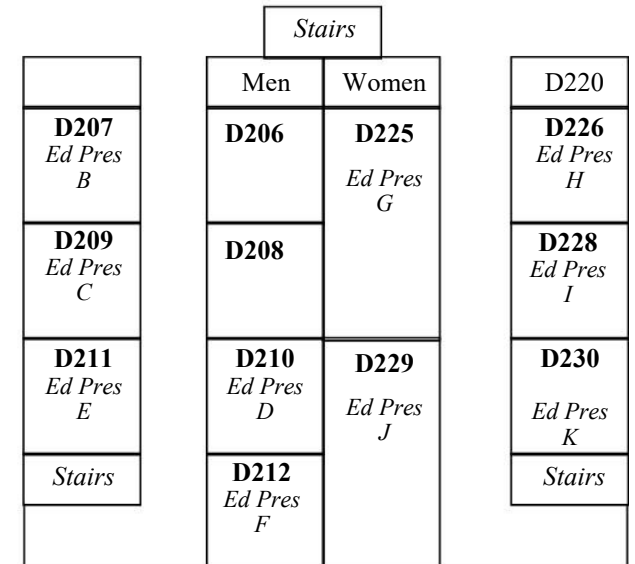 Stairs
Men
Women
D220
D207
Ed Pres
B
D206
D225
Ed Pres
G
D226
Ed Pres
H
D209
Ed Pres
C
D208
D228
Ed Pres
I
D211
Ed Pres
E
D210
Ed Pres
D
D229
Ed Pres
J
D230
Ed Pres
K
Stairs
D212
Ed Pres
F
Stairs